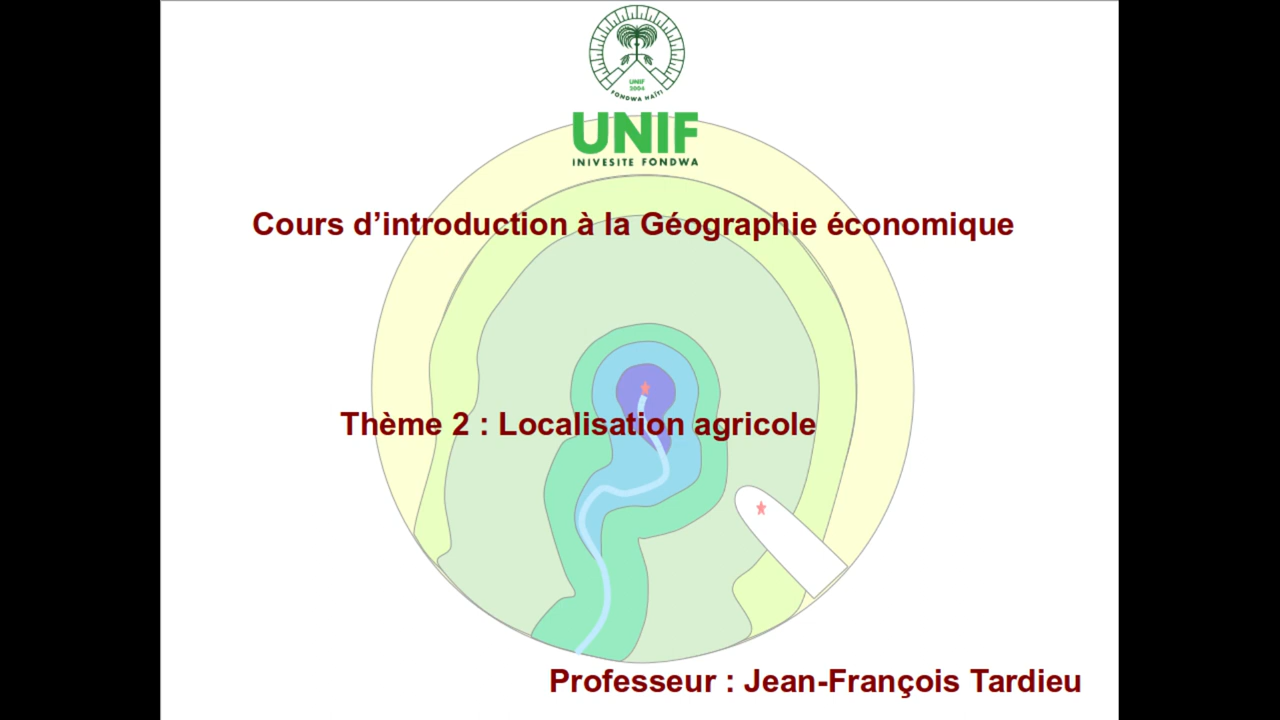 UNIF
2004
FONDWA HAÏTI
UNIF
INIVESITE FONDWA
Cours d’introduction à la Géographie économique
Thème 2 : Localisation agricole
Professeur : Jean-François Tardieu